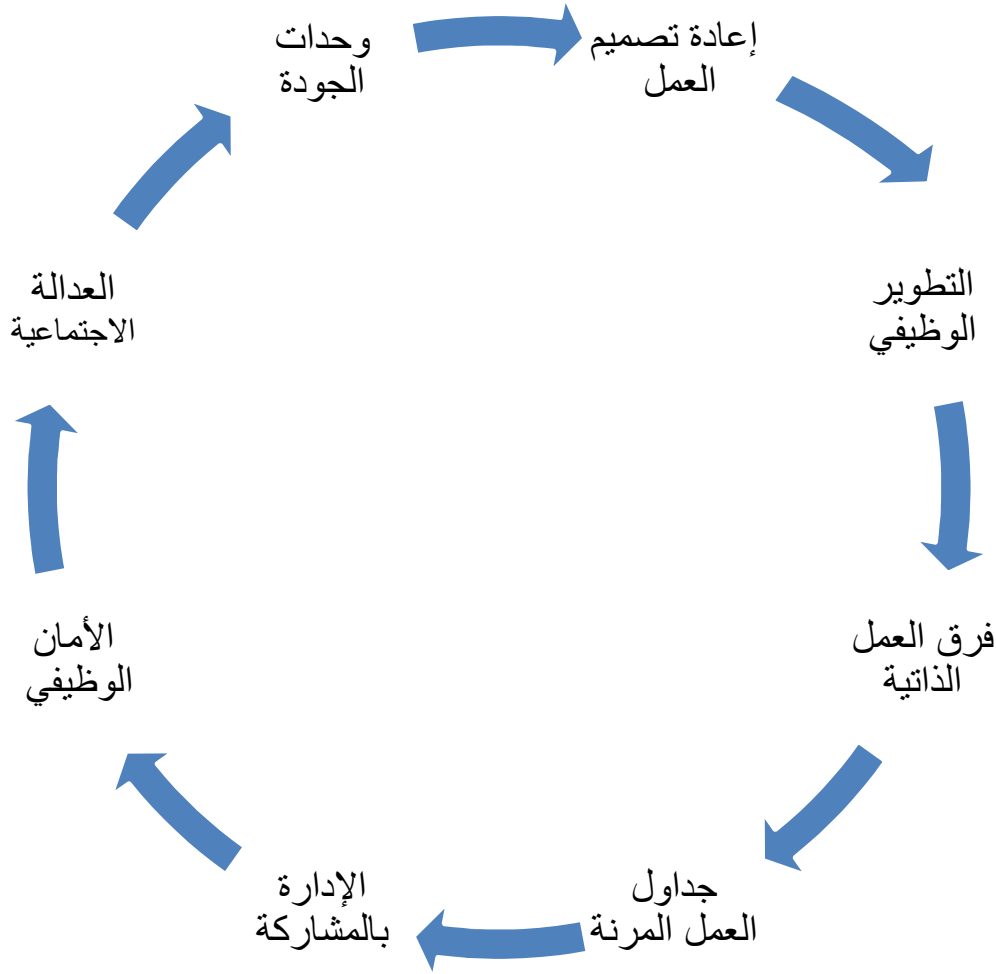 إعادة تصميم
العمل
التطوير
الوظيفي
فرق العمل
الذاتية
جداول
العمل المرنة
الإدارة
بالمشاركة
الأمان
الوظيفي
العدالة
الاجتماعية
وحدات
الجودة